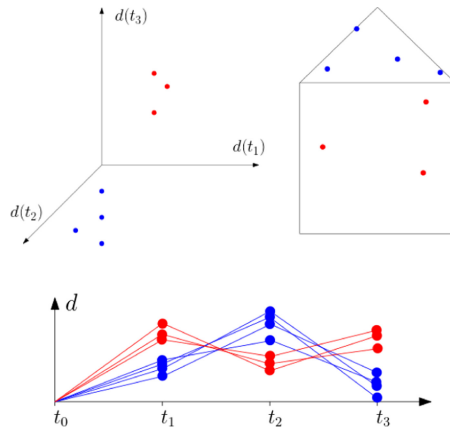 d(t₃)
d(t₁)
d(t₂)
d
t₀ t₁ t₂ t₃